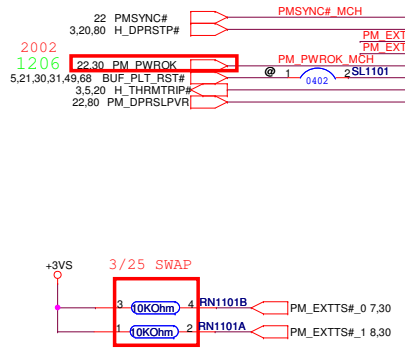 22 PMSYNC# PMSYNC#_MCH
3,20,80 H_DPRSTP#
PM_EXT
2002 PM_EXT
1206 22,30 PM_PWROK PM_PWROK_MCH
5,21,30,31,49,68 BUF_PLT_RST# @ 1 2 SL1101
3,5,20 H_THRMTRIP# 0402
22,80 PM_DPRSLPVR
+3VS 3/25 SWAP
3 10KOhm 4 RN1101B PM_EXTTS#_0 7,30
1 10KOhm 2 RN1101A PM_EXTTS#_1 8,30